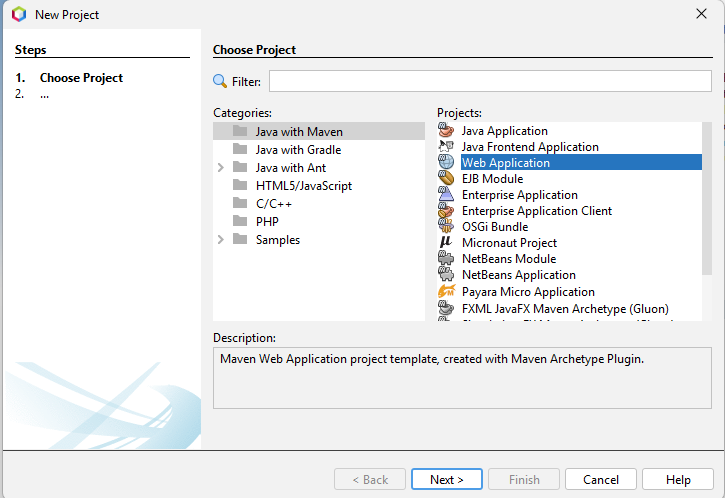 New Project
Steps
1. Choose Project
2. ...
Choose Project
Filter:
Categories:
Java with Maven
Java with Gradle
Java with Ant
HTML5/JavaScript
C/C++
PHP
Samples
Projects:
Java Application
Java Frontend Application
Web Application
EJB Module
Enterprise Application
Enterprise Application Client
OSGi Bundle
Micronaut Project
NetBeans Module
NetBeans Application
Payara Micro Application
FXML JavaFX Maven Archetype (Gluon)
Description:
Maven Web Application project template, created with Maven Archetype Plugin.
< Back
Next >
Finish
Cancel
Help